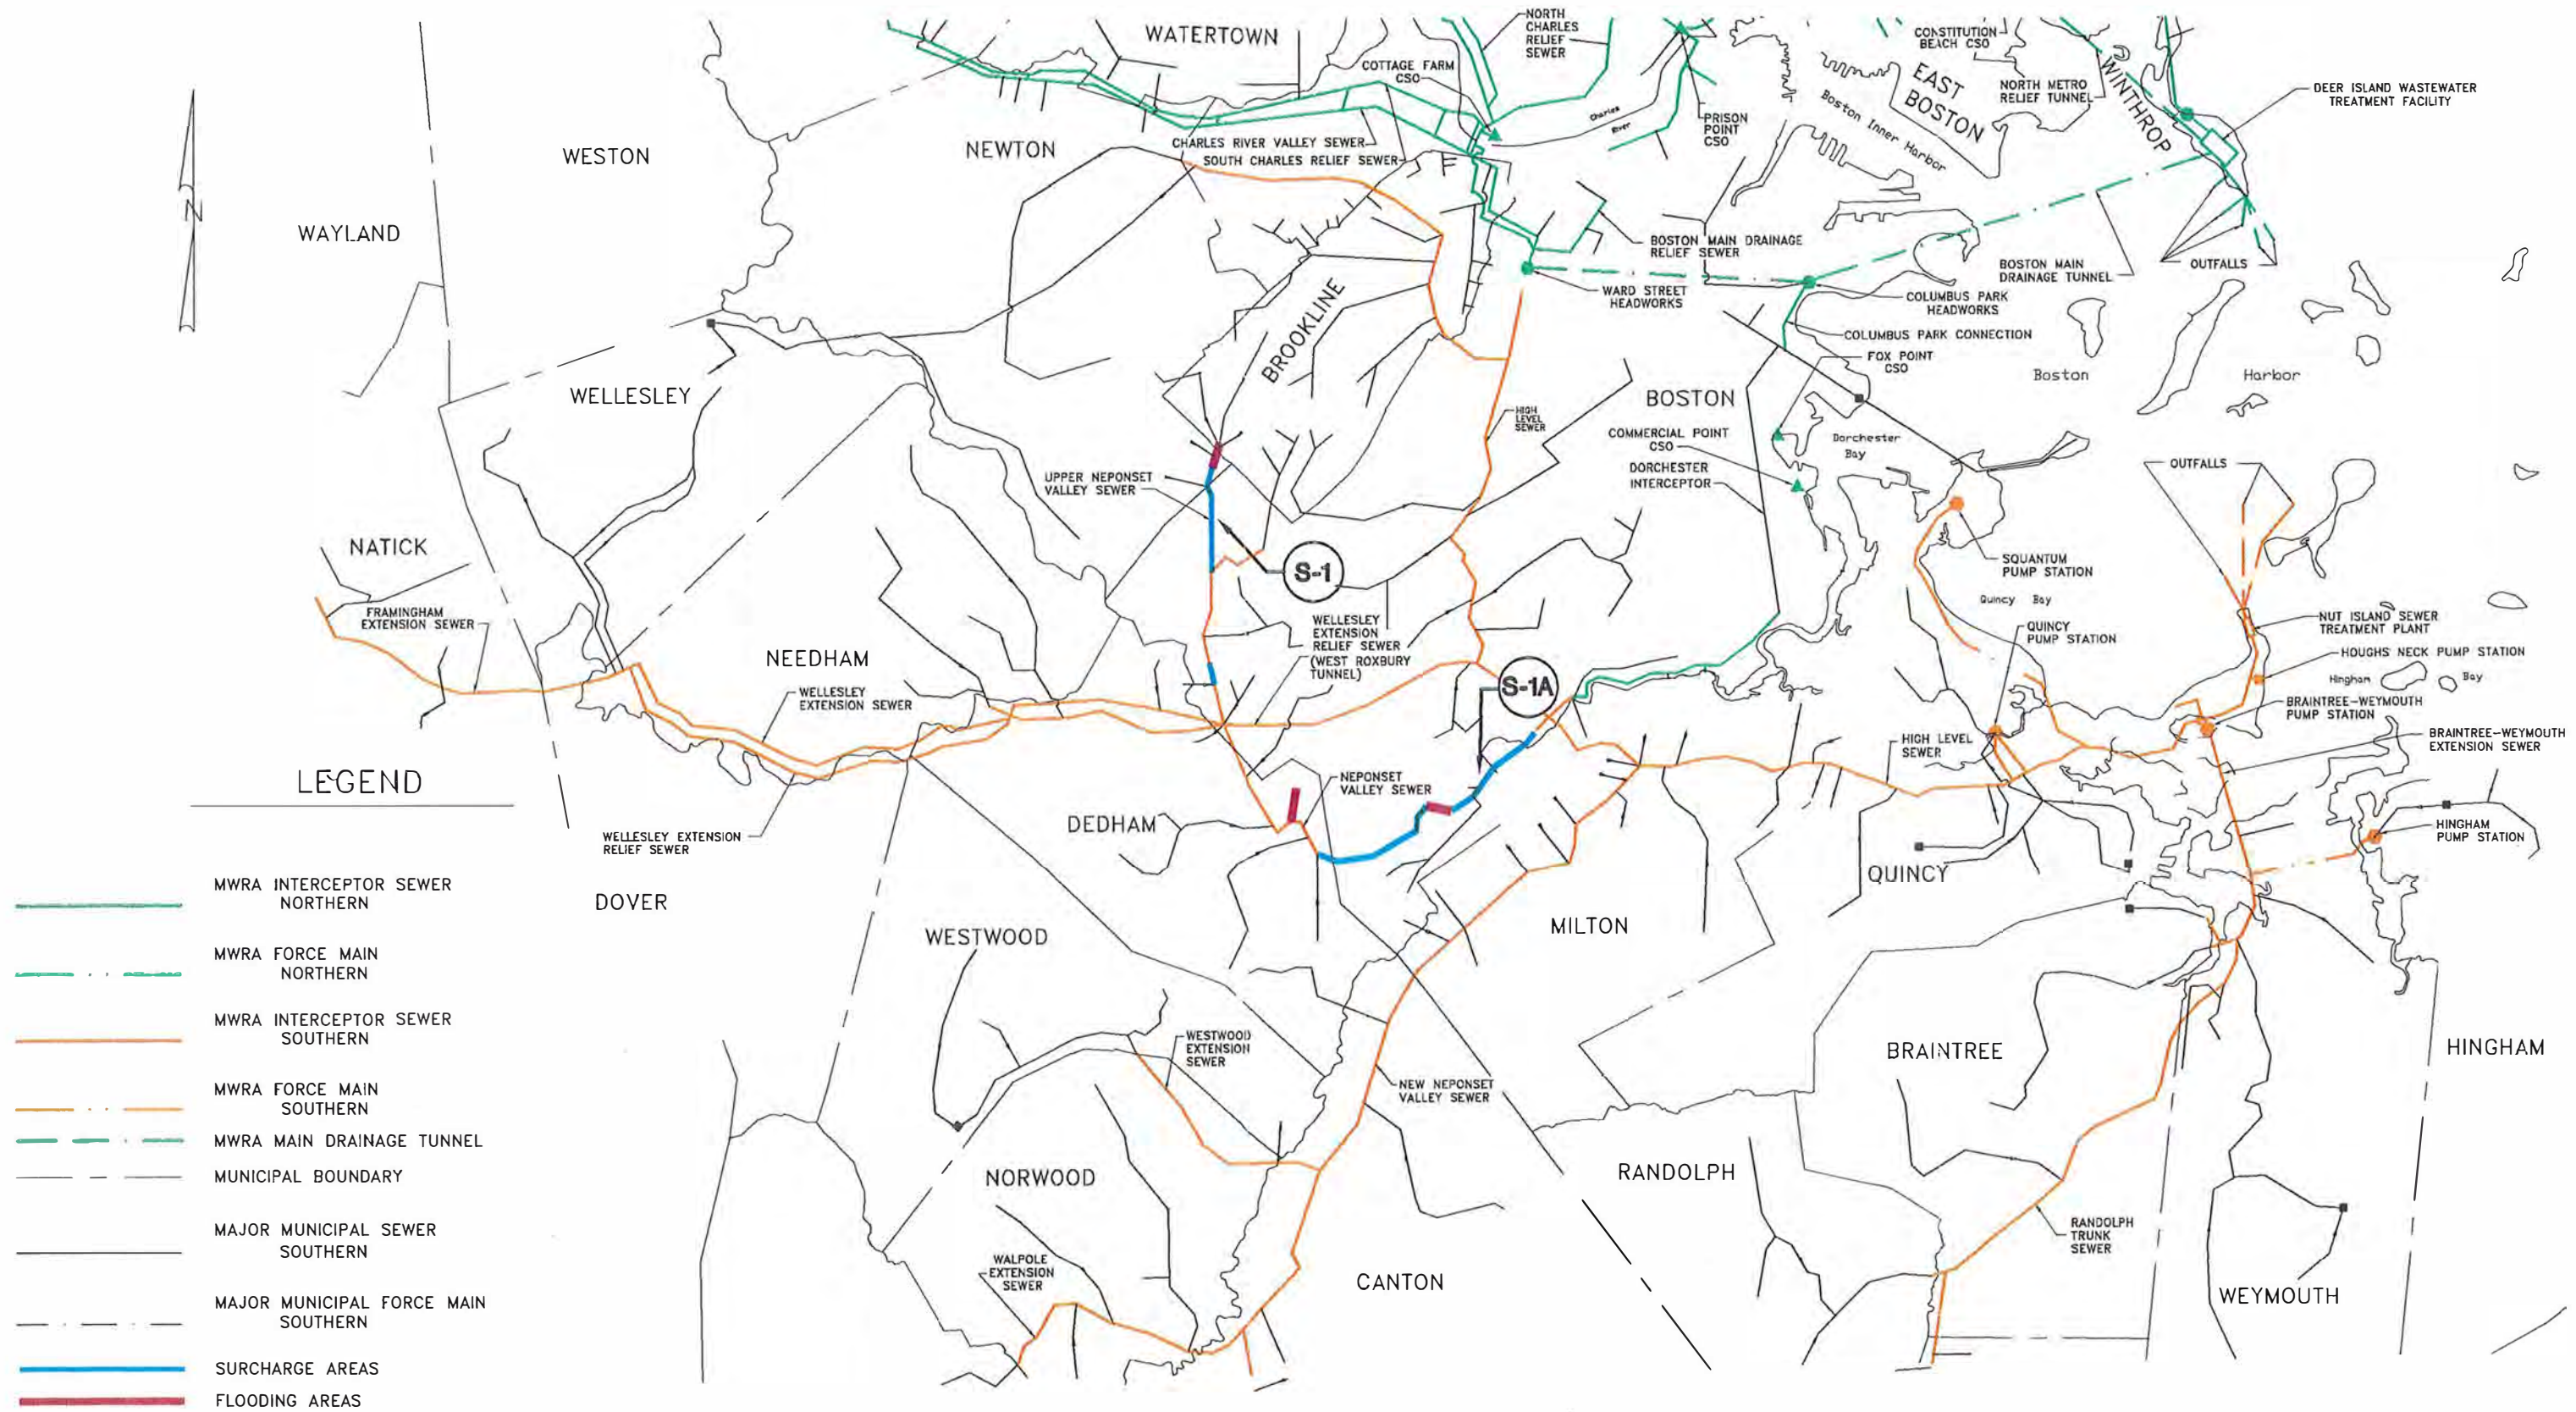 WATERTOWN
NORTH
CHARLES
RELIEF
SEWER
COTTAGE FARM
CSO
CONSTITUTION
BEACH CSO
EAST
BOSTON
NORTH METRO
RELIEF TUNNEL
WINTHROP
DEER ISLAND WASTEWATER
TREATMENT FACILITY
Charles
River
PRISON
POINT
CSO
Boston Inner Harbor
WESTON
NEWTON
CHARLES RIVER VALLEY SEWER
SOUTH CHARLES RELIEF SEWER
N
WAYLAND
BOSTON MAIN DRAINAGE
RELIEF SEWER
BOSTON MAIN
DRAINAGE TUNNEL
OUTFALLS
WARD STREET
HEADWORKS
COLUMBUS PARK
HEADWORKS
COLUMBUS PARK CONNECTION
FOX POINT
CSO
BROOKLINE
Boston
Harbor
WELLESLEY
BOSTON
HIGH
LEVEL
SEWER
COMMERCIAL POINT
CSO
Dorchester
Bay
DORCHESTER
INTERCEPTOR
OUTFALLS
UPPER NEPONSET
VALLEY SEWER
NATICK
S-1
SQUANTUM
PUMP STATION
Quincy Bay
FRAMINGHAM
EXTENSION SEWER
WELLESLEY
EXTENSION
RELIEF SEWER
(WEST ROXBURY
TUNNEL)
NUT ISLAND SEWER
TREATMENT PLANT
QUINCY
PUMP STATION
HOUGHS NECK PUMP STATION
Hingham
Bay
NEEDHAM
S-1A
WELLESLEY
EXTENSION SEWER
BRAINTREE-WEYMOUTH
PUMP STATION
BRAINTREE-WEYMOUTH
EXTENSION SEWER
HIGH LEVEL
SEWER
NEPONSET
VALLEY SEWER
DEDHAM
WELLESLEY EXTENSION
RELIEF SEWER
HINGHAM
PUMP STATION
QUINCY
DOVER
MILTON
WESTWOOD
WESTWOOD
EXTENSION
SEWER
BRAINTREE
HINGHAM
NEW NEPONSET
VALLEY SEWER
NORWOOD
RANDOLPH
RANDOLPH
TRUNK
SEWER
WALPOLE
EXTENSION
SEWER
CANTON
WEYMOUTH
LEGEND
MWRA INTERCEPTOR SEWER
NORTHERN
MWRA FORCE MAIN
NORTHERN
MWRA INTERCEPTOR SEWER
SOUTHERN
MWRA FORCE MAIN
SOUTHERN
MWRA MAIN DRAINAGE TUNNEL
MUNICIPAL BOUNDARY
MAJOR MUNICIPAL SEWER
SOUTHERN
MAJOR MUNICIPAL FORCE MAIN
SOUTHERN
SURCHARGE AREAS
FLOODING AREAS